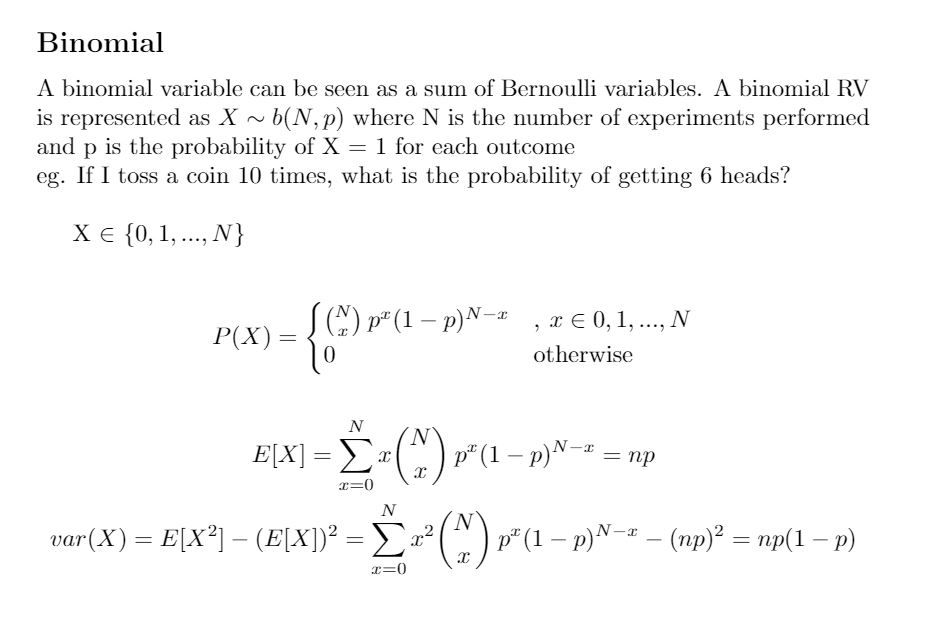 Binomial
A binomial variable can be seen as a sum of Bernoulli variables. A binomial RV
is represented as X ∼ b(N, p) where N is the number of experiments performed
and p is the probability of X = 1 for each outcome
eg. If I toss a coin 10 times, what is the probability of getting 6 heads?
X ∈ {0, 1, ..., N}
$P(X) = \begin{cases} \binom{N}{x} p^x (1-p)^{N-x} & , x \in 0, 1, ..., N \\ 0 & \text{otherwise} \end{cases}$
$E[X] = \sum_{x=0}^{N} x \binom{N}{x} p^x (1-p)^{N-x} = np$
$var(X) = E[X^2] - (E[X])^2 = \sum_{x=0}^{N} x^2 \binom{N}{x} p^x (1-p)^{N-x} - (np)^2 = np(1-p)$